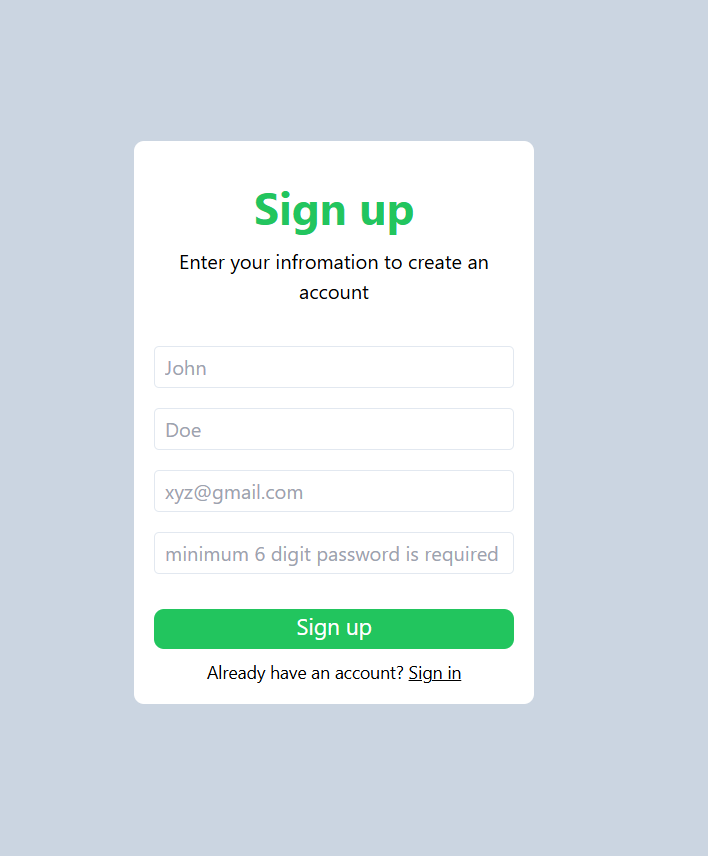 Sign up
Enter your infromation to create an
account
John
Doe
xyz@gmail.com
minimum 6 digit password is required
Sign up
Already have an account? Sign in